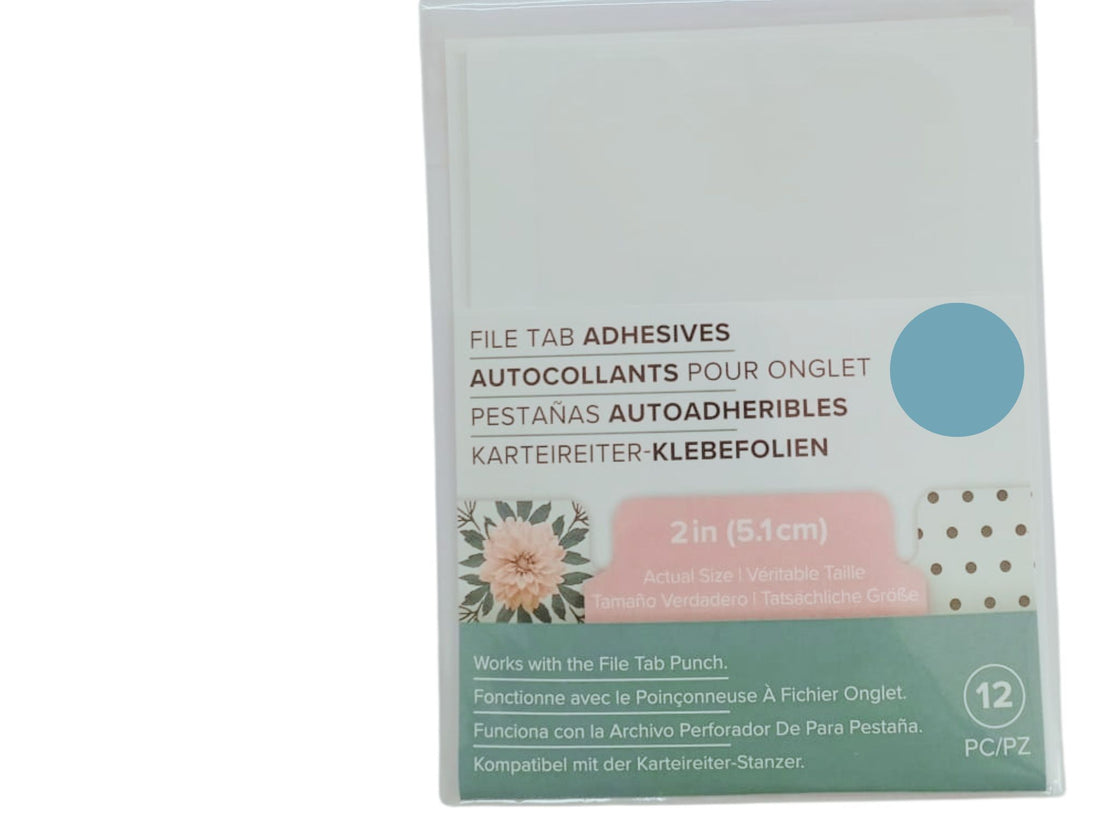 FILE TAB ADHESIVES
AUTOCOLLANTS POUR ONGLET
PESTAÑAS AUTOADHERIBLES
KARTEIREITER-KLEBEFOLIEN
2 in (5.1cm)
Actual Size | Véritable Taille
Tamaño Verdadero | Tatsächliche Größe
Works with the File Tab Punch.
Fonctionne avec le Poinçonneuse À Fichier Onglet.
Funciona con la Archivo Perforador De Para Pestaña.
Kompatibel mit der Karteireiter-Stanzer.
12
PC/PZ